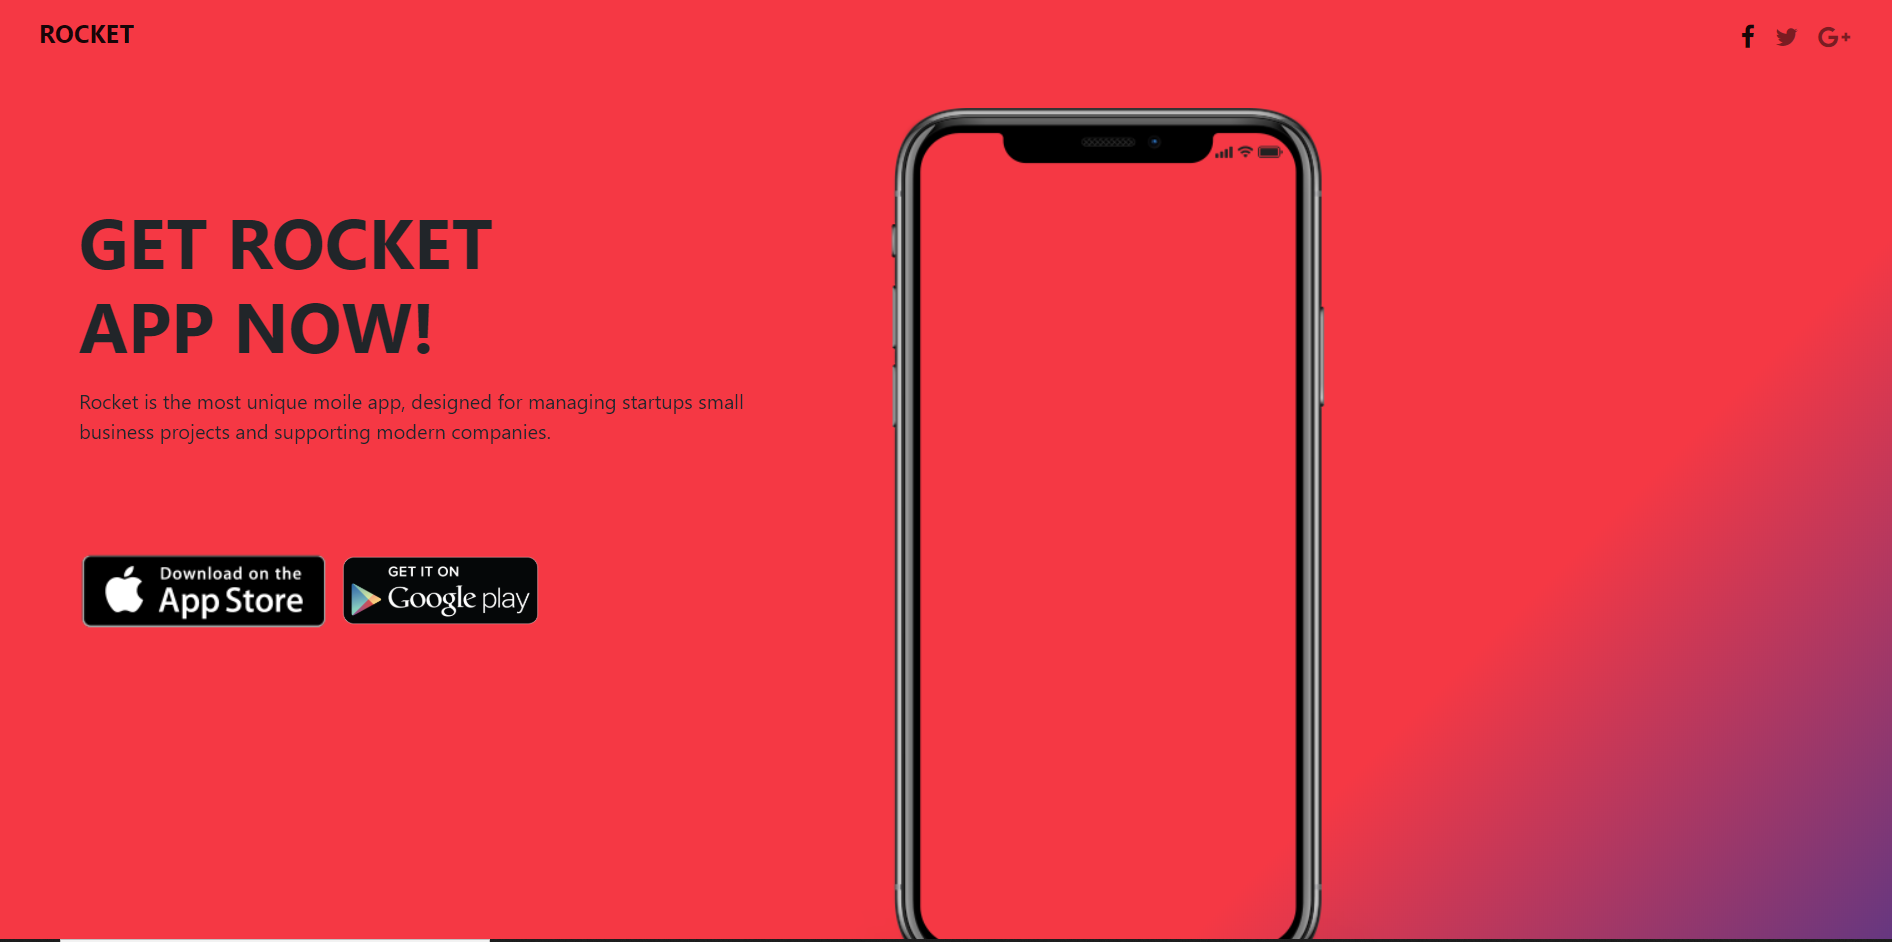 ROCKET
GET ROCKET
APP NOW!
Rocket is the most unique moile app, designed for managing startups small
business projects and supporting modern companies.
Download on the
App Store
GET IT ON
Google play